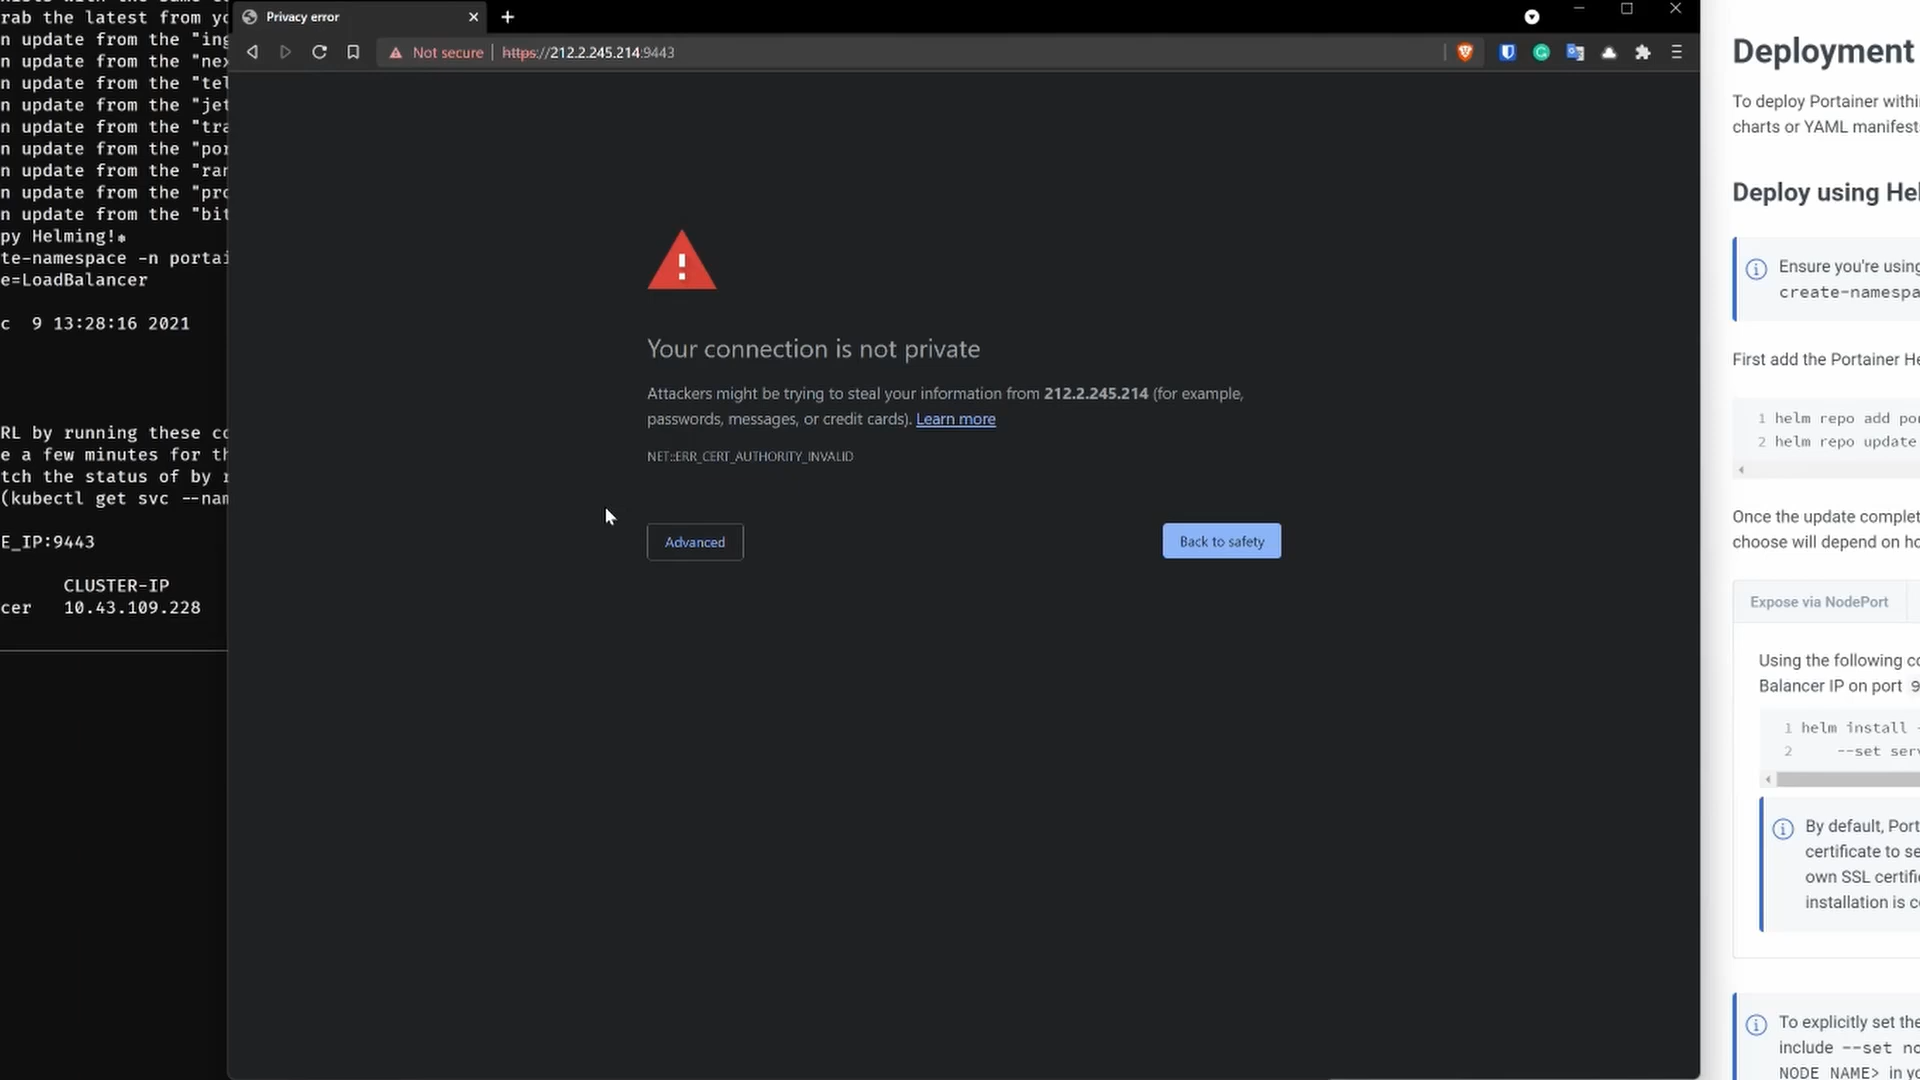 rab the latest from yo
n update from the "ing
n update from the "nex
n update from the "tel
n update from the "jet
n update from the "tra
n update from the "por
n update from the "ran
n update from the "pro
n update from the "bit
py Helming!⎈
te-namespace -n portai
e=LoadBalancer
c  9 13:28:16 2021
RL by running these co
e a few minutes for th
tch the status of by r
(kubectl get svc --nam
E_IP:9443
CLUSTER-IP
cer   10.43.109.228
Privacy error
Not secure
https://212.2.245.214:9443
Your connection is not private
Attackers might be trying to steal your information from 212.2.245.214 (for example,
passwords, messages, or credit cards). Learn more
NET::ERR_CERT_AUTHORITY_INVALID
Advanced
Back to safety
Deployment
To deploy Portainer within
charts or YAML manifests
Deploy using Hel
Ensure you're using
create-namespa
First add the Portainer He
1 helm repo add por
2 helm repo update
Once the update complet
choose will depend on ho
Expose via NodePort
Using the following co
Balancer IP on port 9
1 helm install -
2 --set serv
By default, Port
certificate to se
own SSL certifi
installation is co
To explicitly set the
include --set no
NODE NAME> in yo